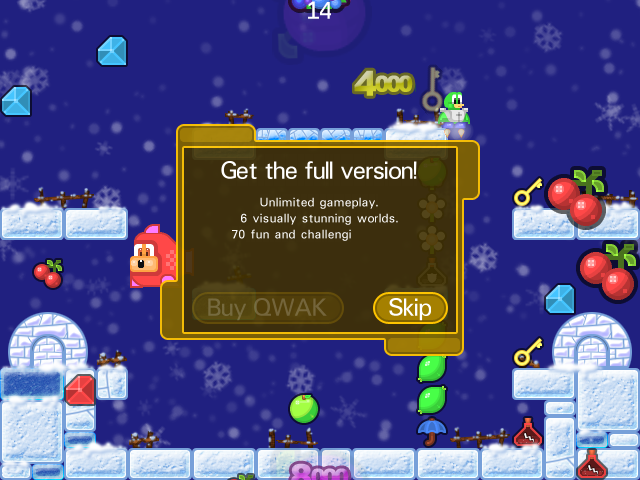 14
4000
Get the full version!
Unlimited gameplay.
6 visually stunning worlds.
70 fun and challengi
Buy QWAK
Skip
8000